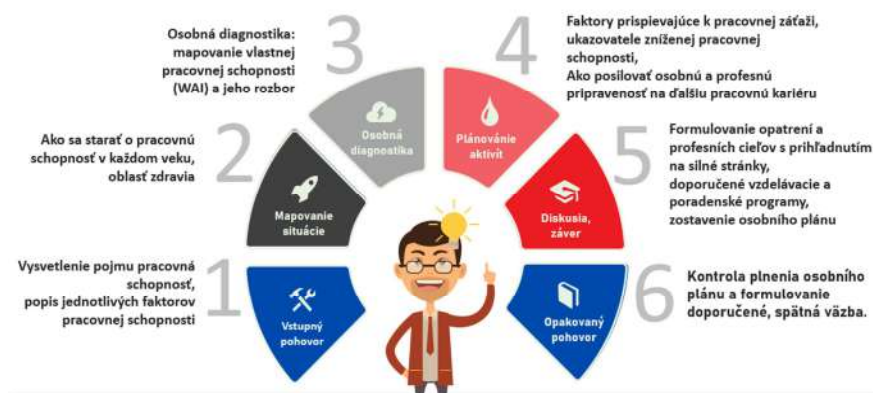 1
Vysvetlenie pojmu pracovná
schopnosť,
popis jednotlivých faktorov
pracovnej schopnosti
Vstupný
pohovor
2
Ako sa starať o pracovnú
schopnosť v každom veku,
oblasť zdravia
Mapovanie
situácie
3
Osobná diagnostika:
mapovanie vlastnej
pracovnej schopnosti
(WAI) a jeho rozbor
Osobná
diagnostika
4
Faktory prispievajúce k pracovnej záťaži,
ukazovatele zníženej pracovnej
schopnosti,
Ako posilovať osobnú a profesnú
pripravenosť na ďalšiu pracovnú kariéru
Plánovánie
aktivít
5
Formulovanie opatrení a
profesních cieľov s prihľadnutím
na silné stránky,
doporučené vzdelávacie a
poradenské programy,
zostavenie osobního plánu
Diskusia,
záver
6
Kontrola plnenia osobního
plánu a formulovanie
doporučené, spätná väzba.
Opakovaný
pohovor